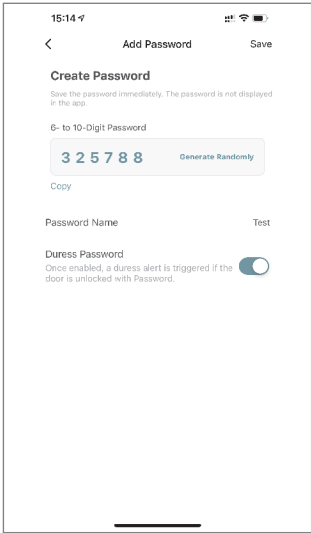 15:14
Add Password
Save
Create Password
Save the password immediately. The password is not displayed
in the app.
6- to 10-Digit Password
325788
Generate Randomly
Copy
Password Name
Test
Duress Password
Once enabled, a duress alert is triggered if the
door is unlocked with Password.